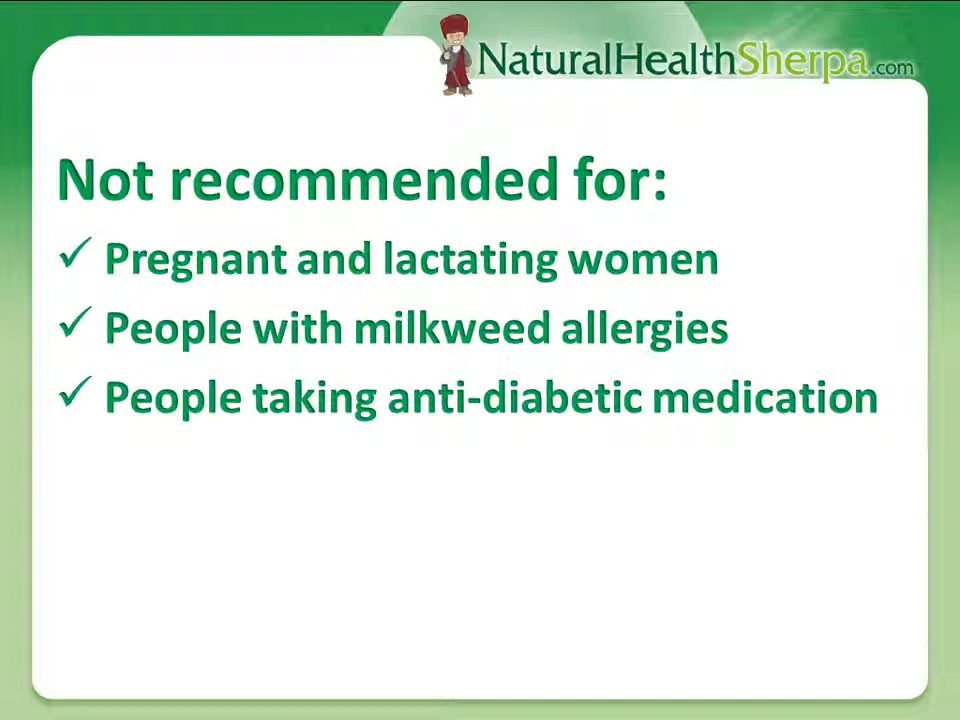 NaturalHealthSherpa.com
Not recommended for:
✓ Pregnant and lactating women
✓ People with milkweed allergies
✓ People taking anti-diabetic medication